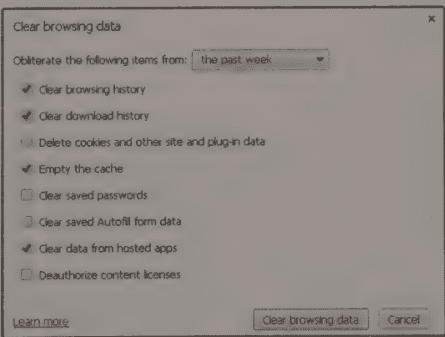 Clear browsing data
Obliterate the following items from: the past week
Clear browsing history
Clear download history
Delete cookies and other site and plug-in data
Empty the cache
Clear saved passwords
Clear saved Autofill form data
Clear data from hosted apps
Deauthorize content licenses
Learn more Clear browsing data Cancel